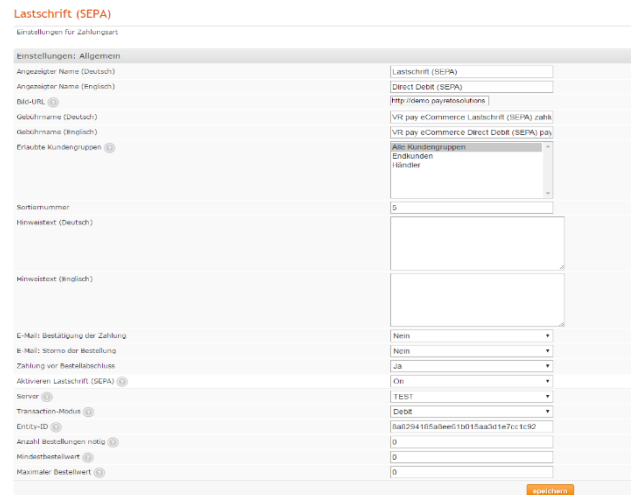 Lastschrift (SEPA)
Einstellungen für Zahlungsart
Einstellungen: Allgemein
Angezeigter Name (Deutsch) Lastschrift (SEPA)
Angezeigter Name (Englisch) Direct Debit (SEPA)
Bild-URL http://demo.payretosolutions
Gebührname (Deutsch) VR pay eCommerce Lastschrift (SEPA) zahlu
Gebührname (Englisch) VR pay eCommerce Direct Debit (SEPA) pay
Erlaubte Kundengruppen Alle Kundengruppen
Endkunden
Händler
Sortiernummer 5
Hinweistext (Deutsch)
Hinweistext (Englisch)
E-Mail: Bestätigung der Zahlung Nein
E-Mail: Storno der Bestellung Nein
Zahlung vor Bestellabschluss Ja
Aktivieren Lastschrift (SEPA) On
Server TEST
Transaction-Modus Debit
Entity-ID
Anzahl Bestellungen nötig 0
Mindestbestellwert 0
Maximaler Bestellwert 0
speichern